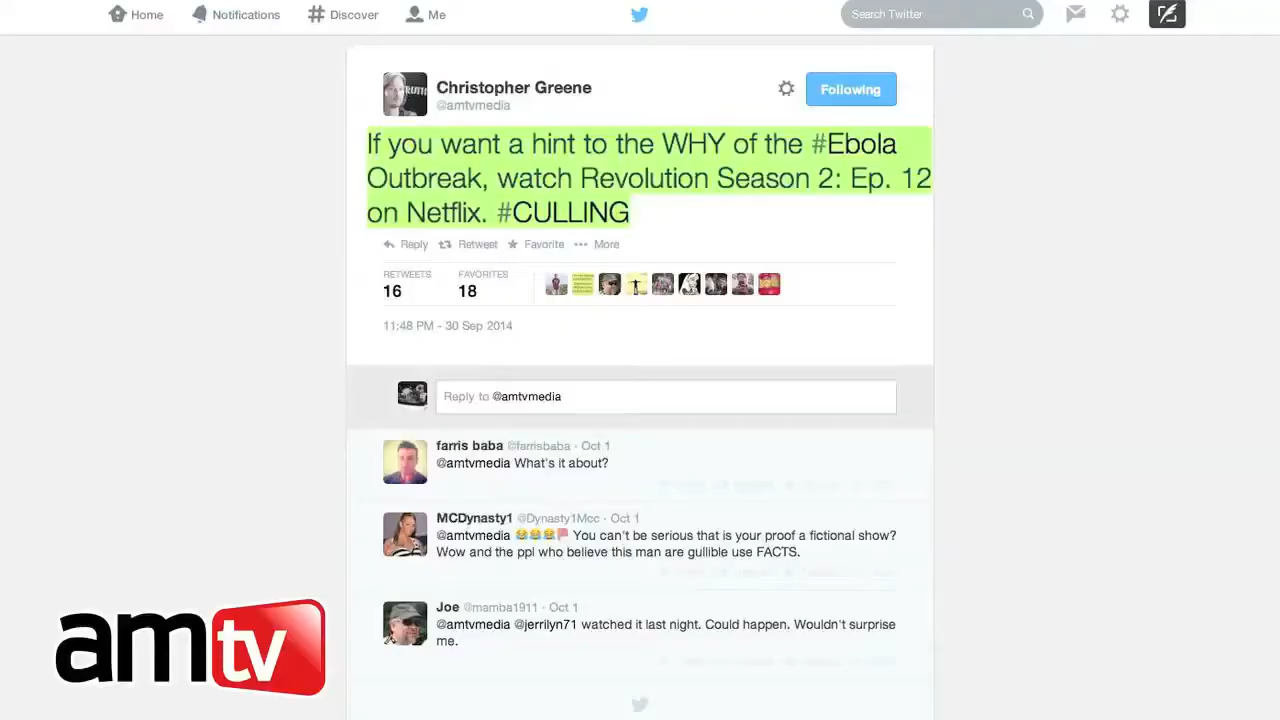 Home Notifications Discover Me Search Twitter
Christopher Greene
@amtvmedia
Following
If you want a hint to the WHY of the #Ebola
Outbreak, watch Revolution Season 2: Ep. 12
on Netflix. #CULLING
Reply Retweet Favorite More
RETWEETS FAVORITES
16 18
11:48 PM - 30 Sep 2014
Reply to @amtvmedia
farris baba @farrisbaba · Oct 1
@amtvmedia What's it about?
MCDynasty1 @Dynasty1Mcc · Oct 1
@amtvmedia 😂😂😂🚩 You can't be serious that is your proof a fictional show?
Wow and the ppl who believe this man are gullible use FACTS.
Joe @mamba1911 · Oct 1
@amtvmedia @jerrilyn71 watched it last night. Could happen. Wouldn't surprise
me.
amtv